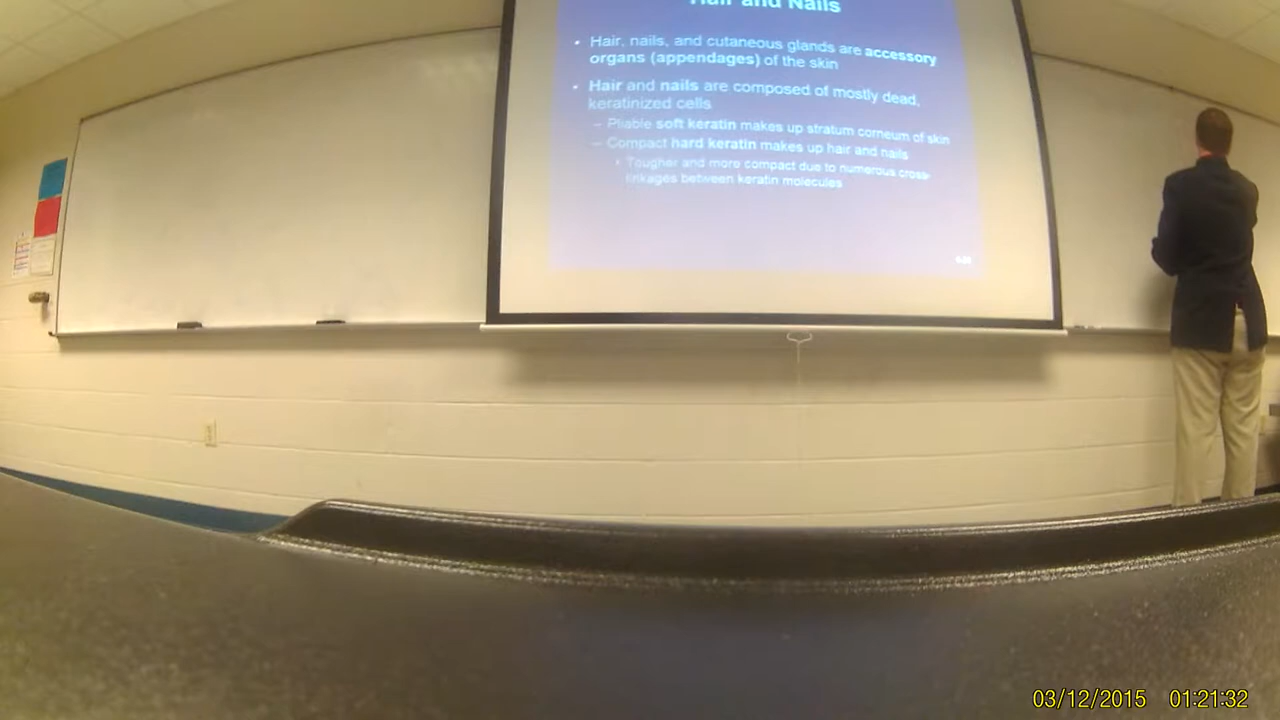 Hair and Nails
• Hair, nails, and cutaneous glands are accessory
organs (appendages) of the skin
• Hair and nails are composed of mostly dead,
keratinized cells
– Pliable soft keratin makes up stratum corneum of skin
– Compact hard keratin makes up hair and nails
• Tougher and more compact due to numerous cross-
linkages between keratin molecules
03/12/2015 01:21:32